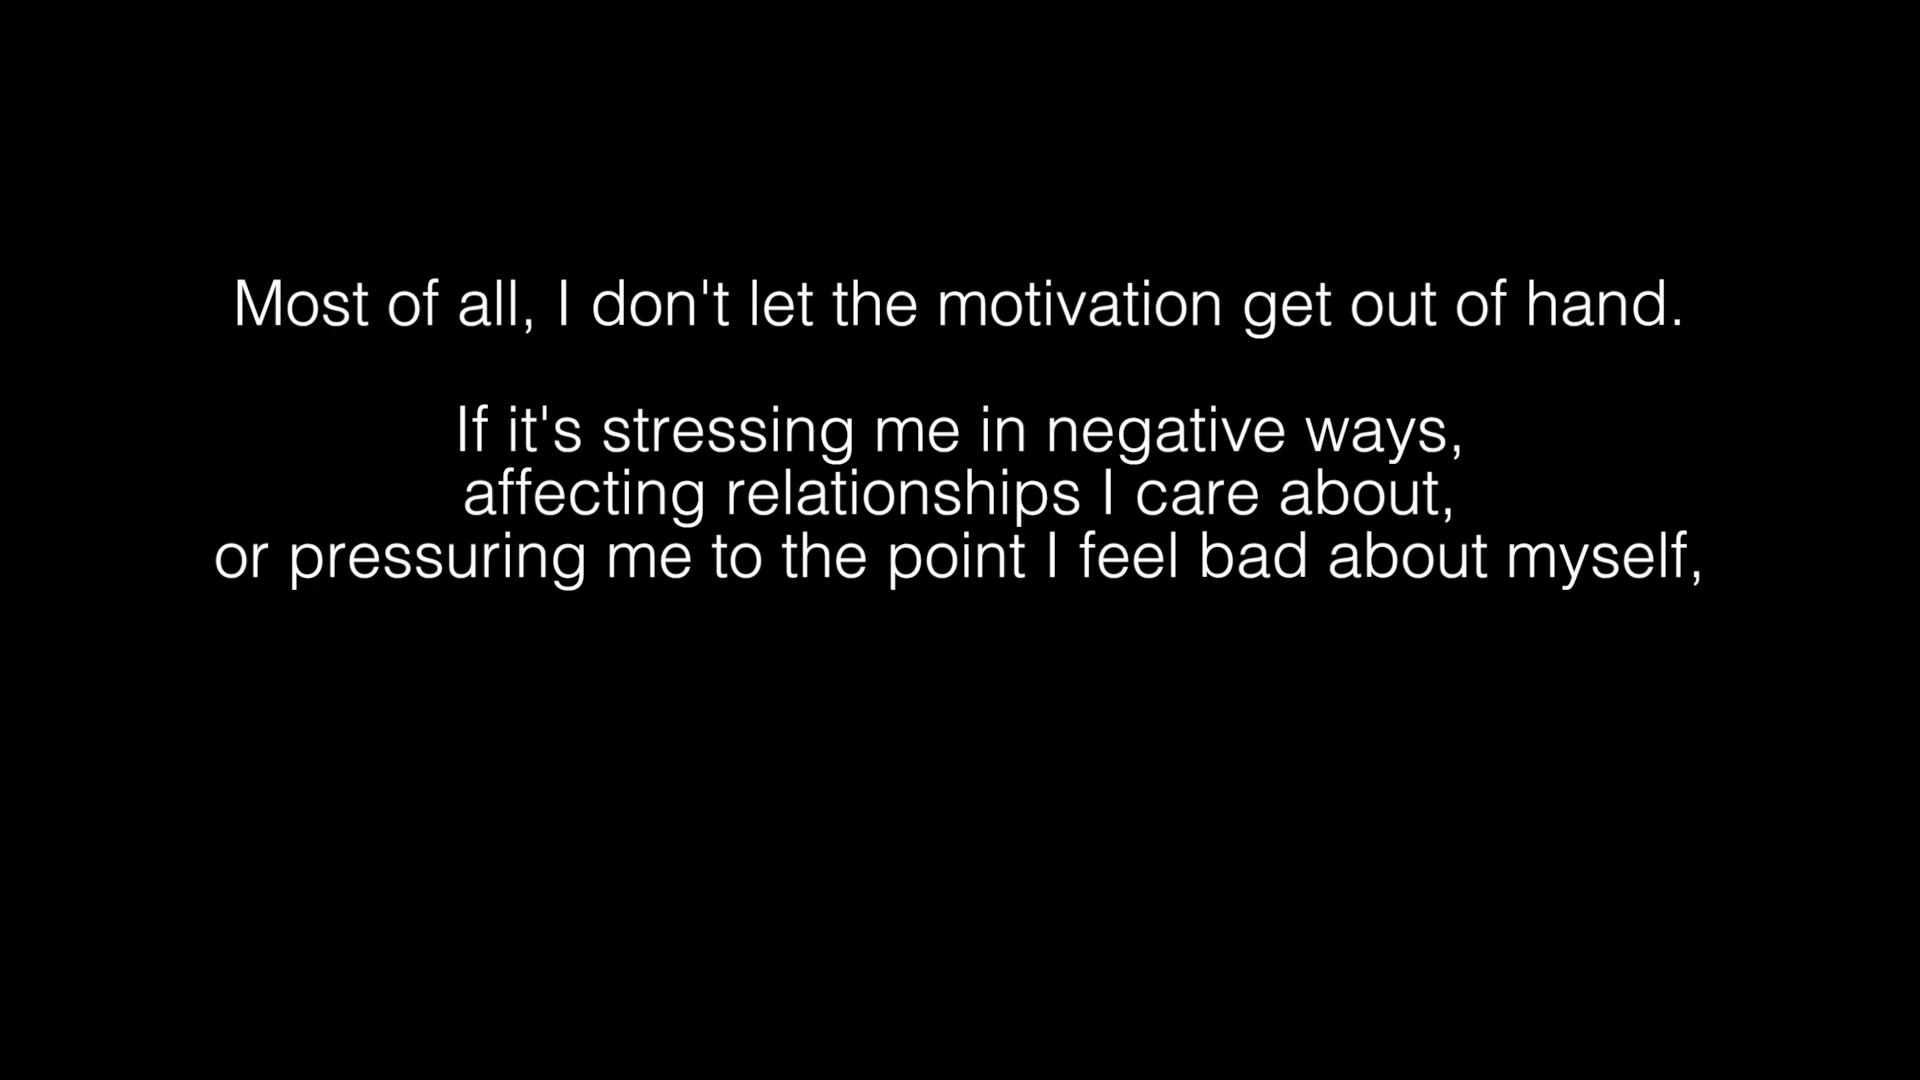 Most of all, I don't let the motivation get out of hand.
If it's stressing me in negative ways,
affecting relationships I care about,
or pressuring me to the point I feel bad about myself,